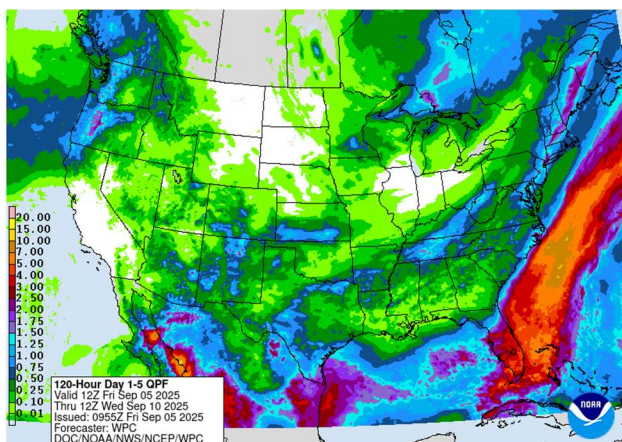 20.00
15.00
10.00
7.00
5.00
4.00
3.00
2.50
2.00
1.75
1.50
1.25
1.00
0.75
0.50
0.25
0.10
0.01
120-Hour Day 1-5 QPF
Valid 12Z Fri Sep 05 2025
Thru 12Z Wed Sep 10 2025
Issued: 0955Z Fri Sep 05 2025
Forecaster: WPC
DOC/NOAA/NWS/NCEP/WPC
NOAA